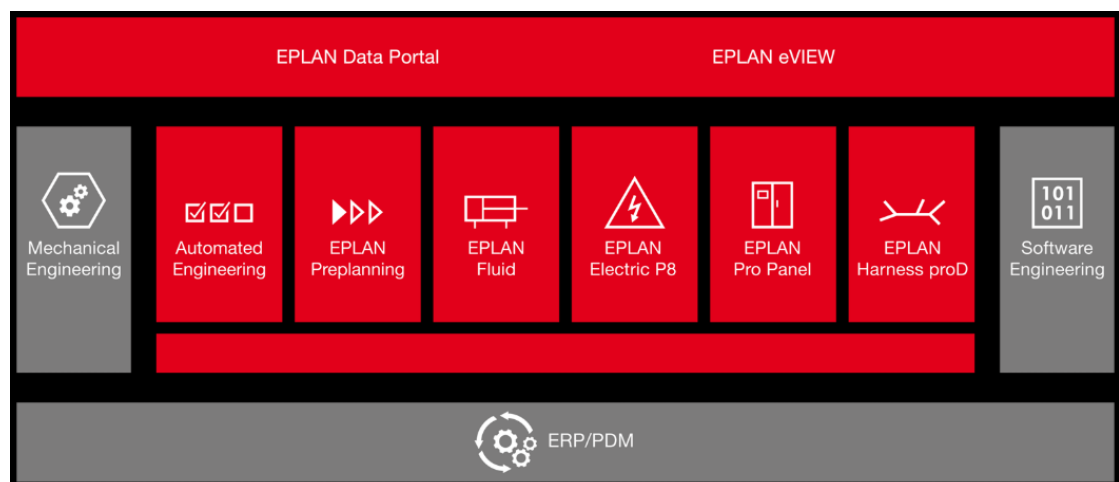 EPLAN Data Portal
EPLAN eVIEW
Mechanical
Engineering
Automated
Engineering
EPLAN
Preplanning
EPLAN
Fluid
EPLAN
Electric P8
EPLAN
Pro Panel
EPLAN
Harness proD
101
011
Software
Engineering
ERP/PDM